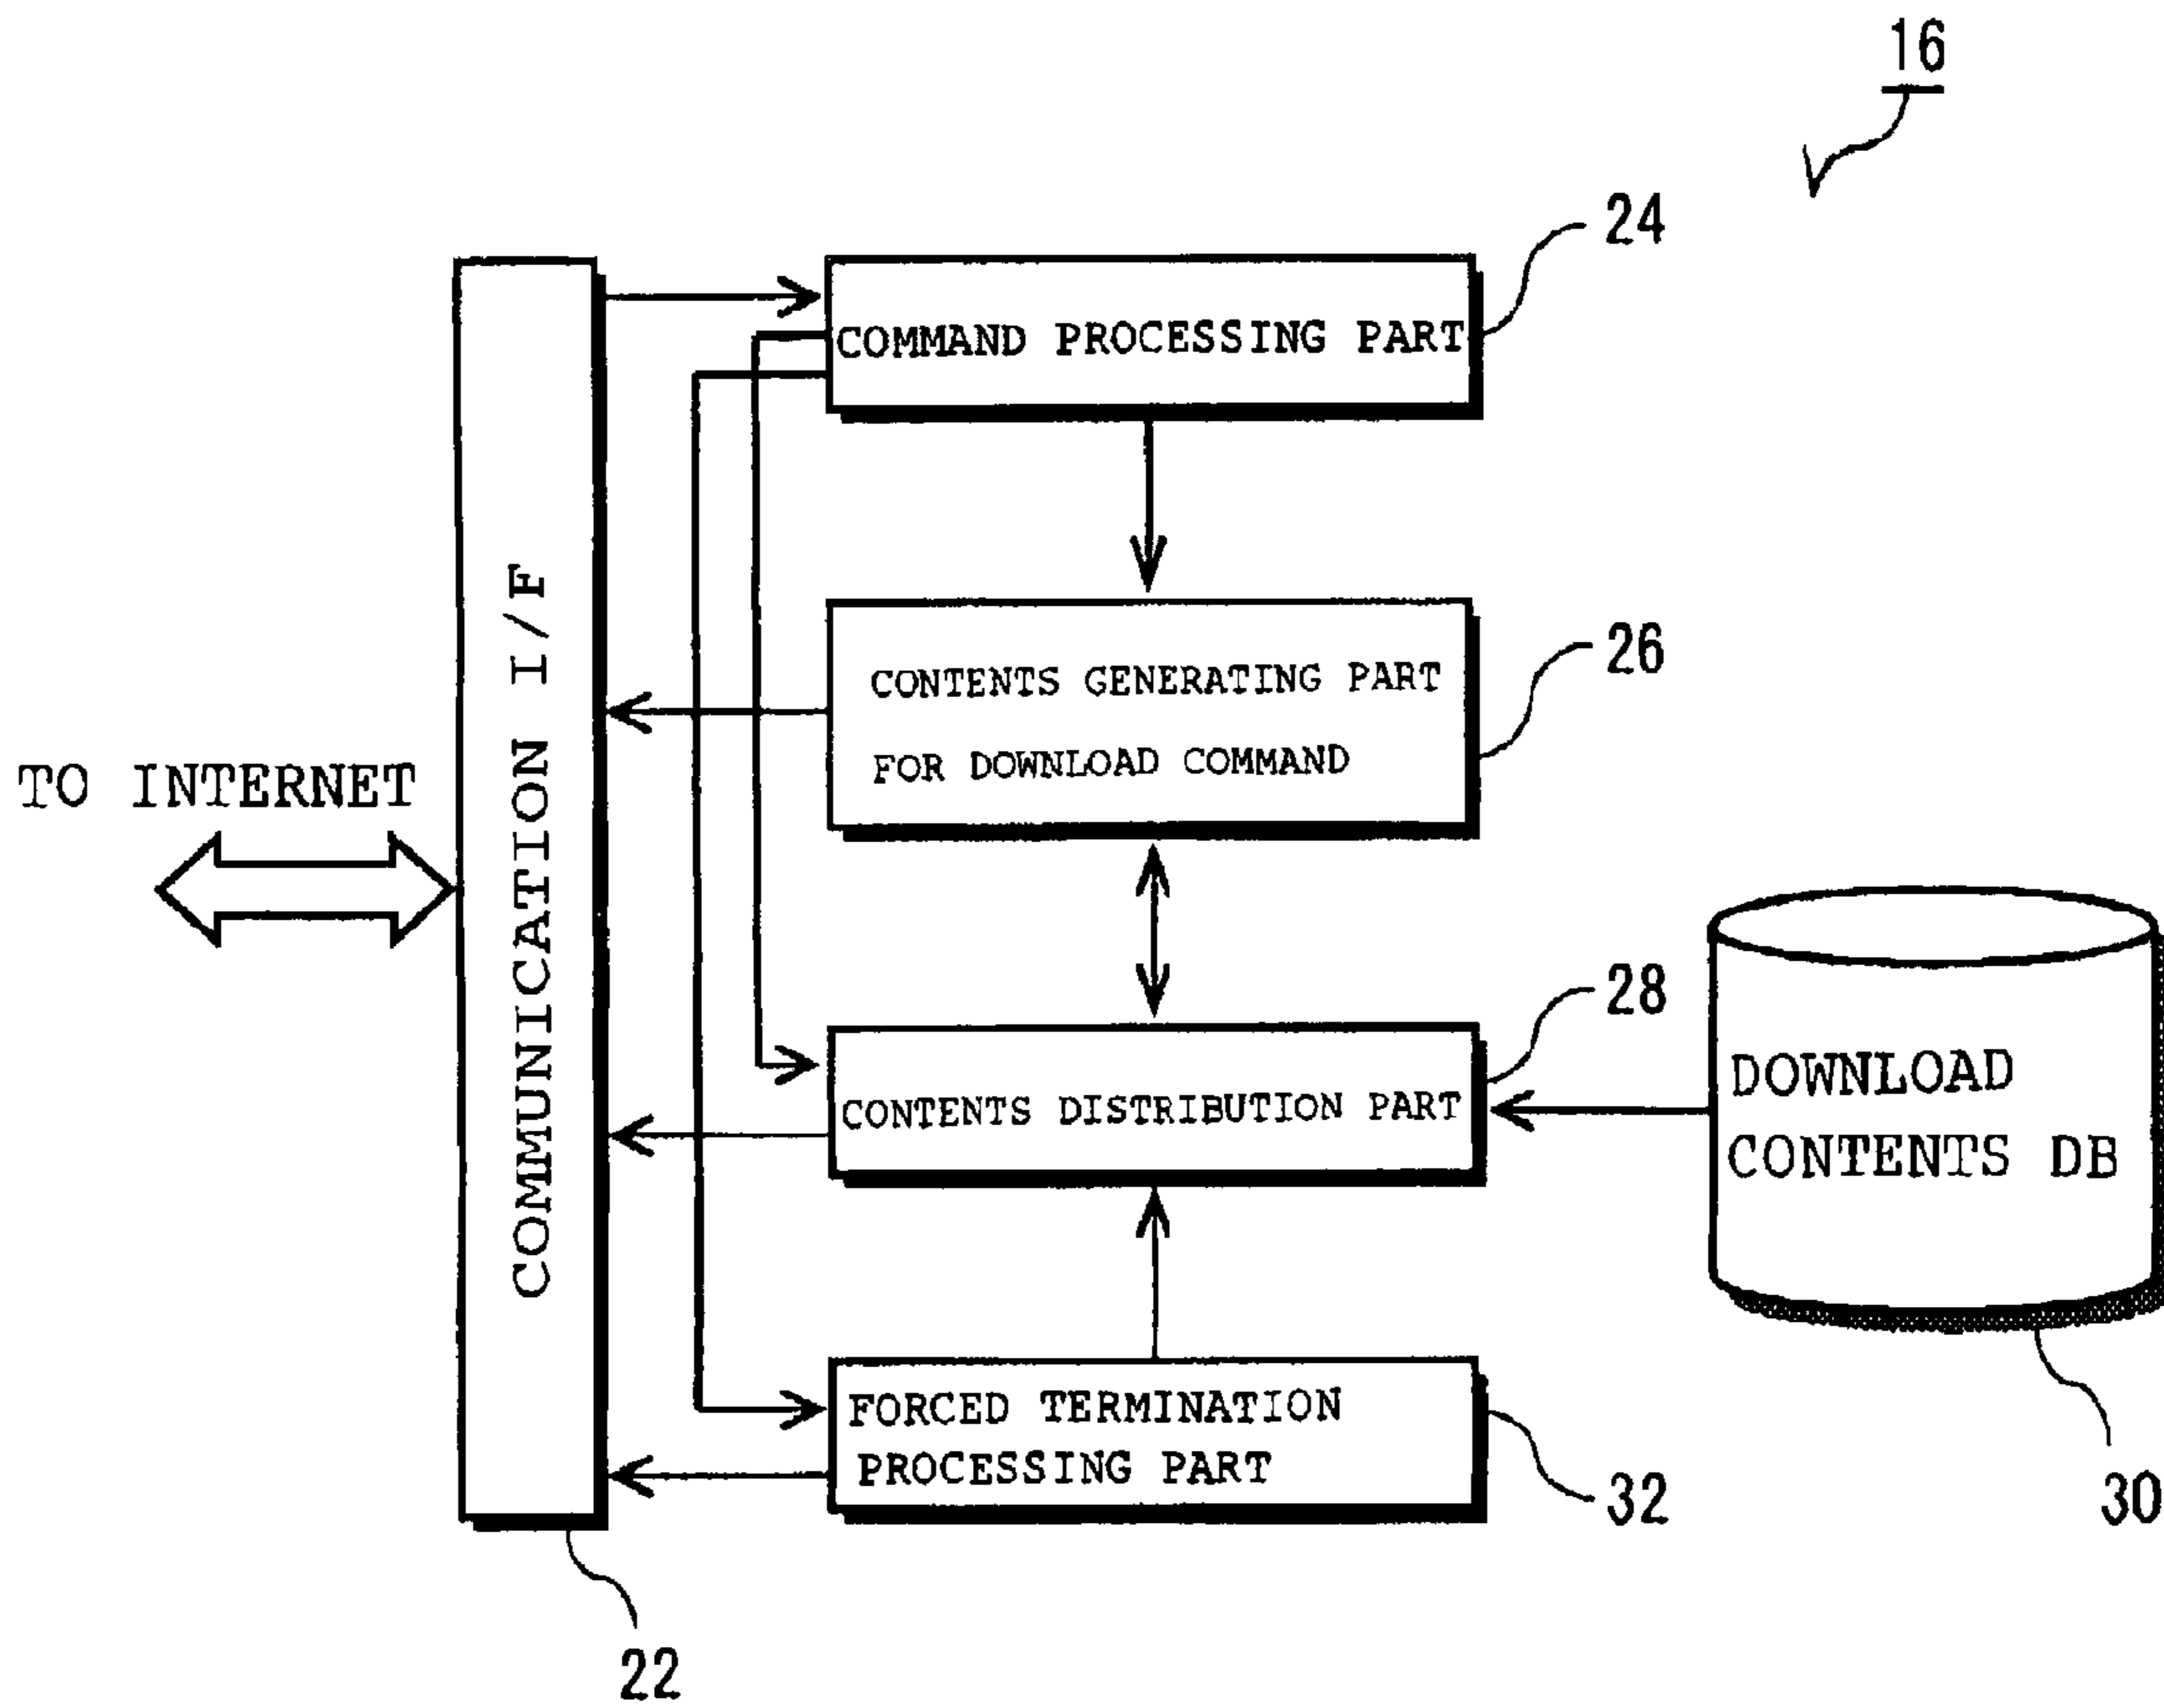 16
24
COMMAND PROCESSING PART
26
CONTENTS GENERATING PART
FOR DOWNLOAD COMMAND
COMMUNICATION I/F
TO INTERNET
28
CONTENTS DISTRIBUTION PART
DOWNLOAD
CONTENTS DB
FORCED TERMINATION
PROCESSING PART
32
30
22